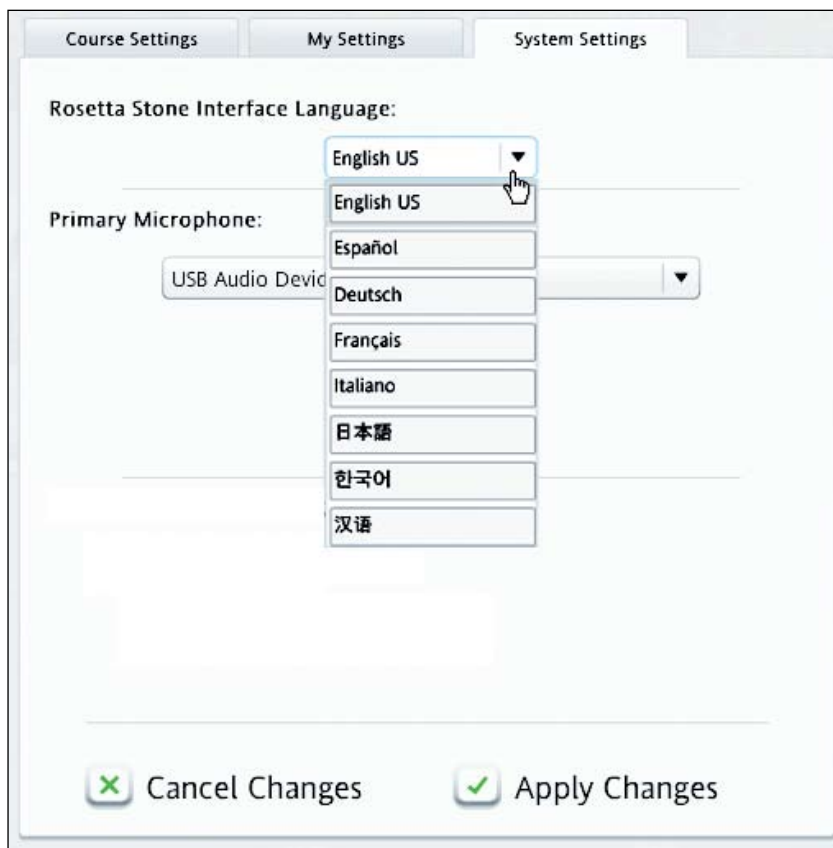 Course Settings
My Settings
System Settings
Rosetta Stone Interface Language:
English US
English US
Español
Deutsch
Français
Italiano
日本語
한국어
汉语
Primary Microphone:
USB Audio Devic
Cancel Changes
Apply Changes